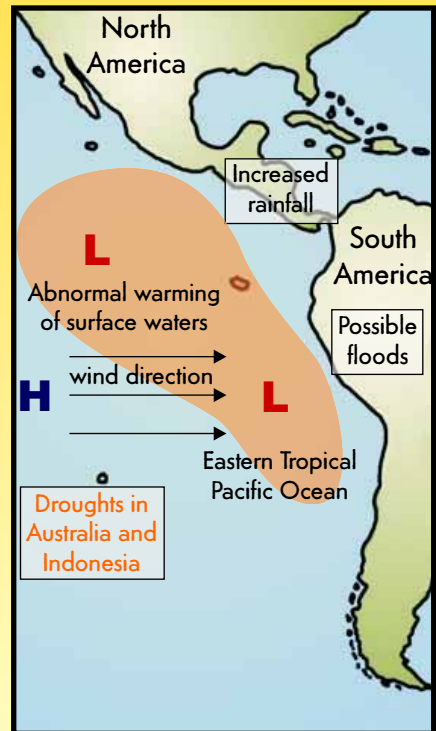 North
America
Increased
rainfall
L
South
America
Abnormal warming
of surface waters
Possible
floods
wind direction
H
L
Eastern Tropical
Pacific Ocean
Droughts in
Australia and
Indonesia